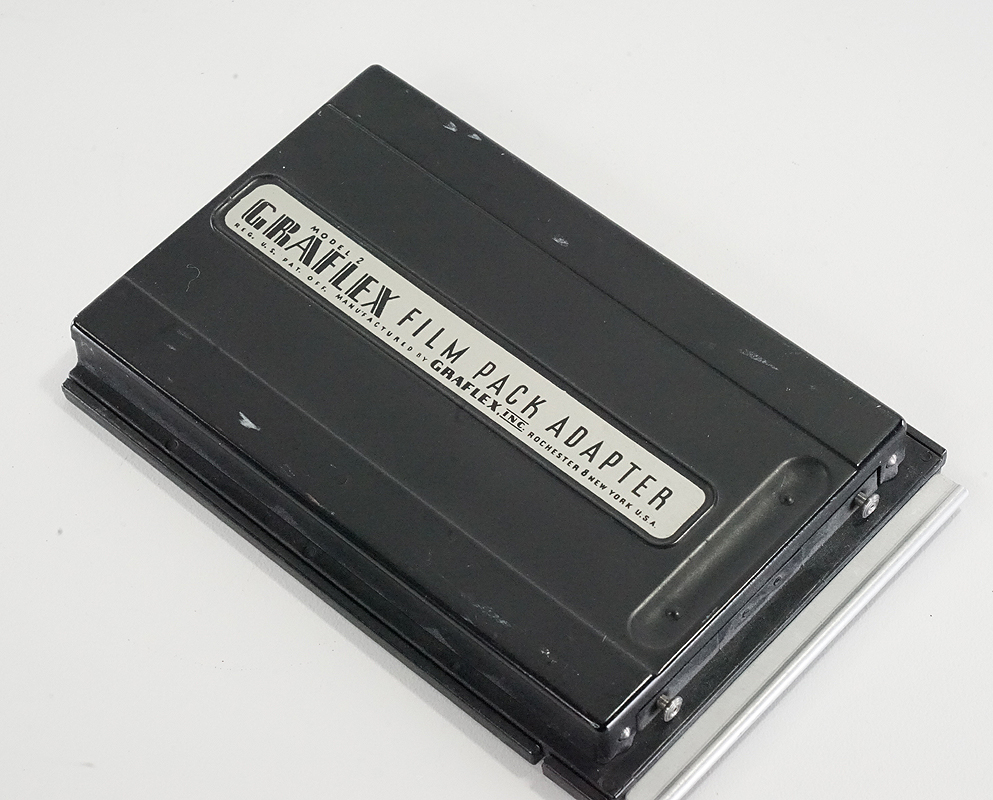 MODEL 2
GRAFLEX FILM PACK ADAPTER
REG. U.S. PAT. OFF. MANUFACTURED BY GRAFLEX, INC. ROCHESTER 8 NEW YORK U.S.A.